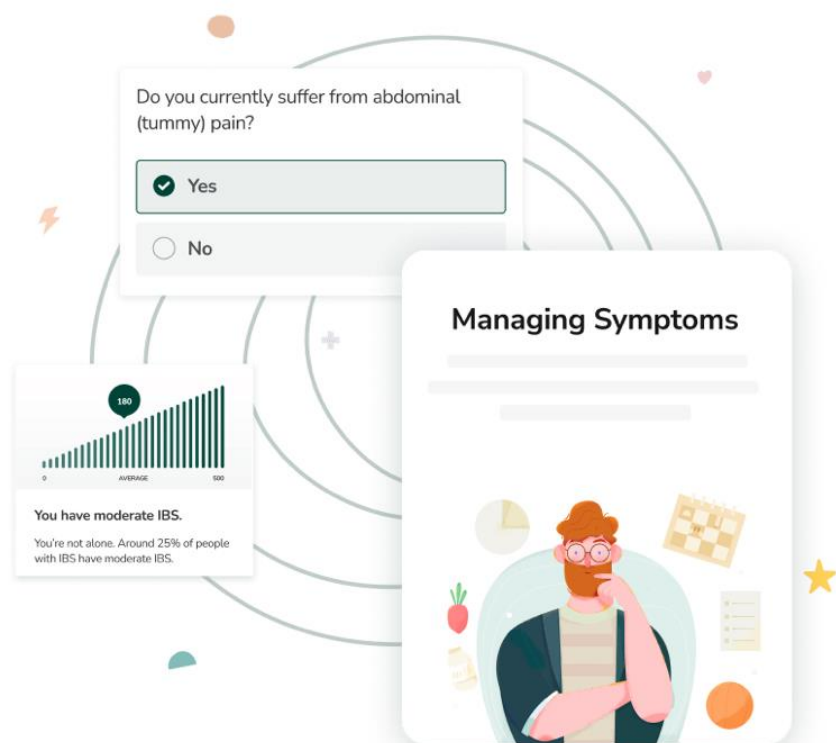 Do you currently suffer from abdominal
(tummy) pain?
Yes
No
Managing Symptoms
180
0
AVERAGE
500
You have moderate IBS.
You're not alone. Around 25% of people
with IBS have moderate IBS.